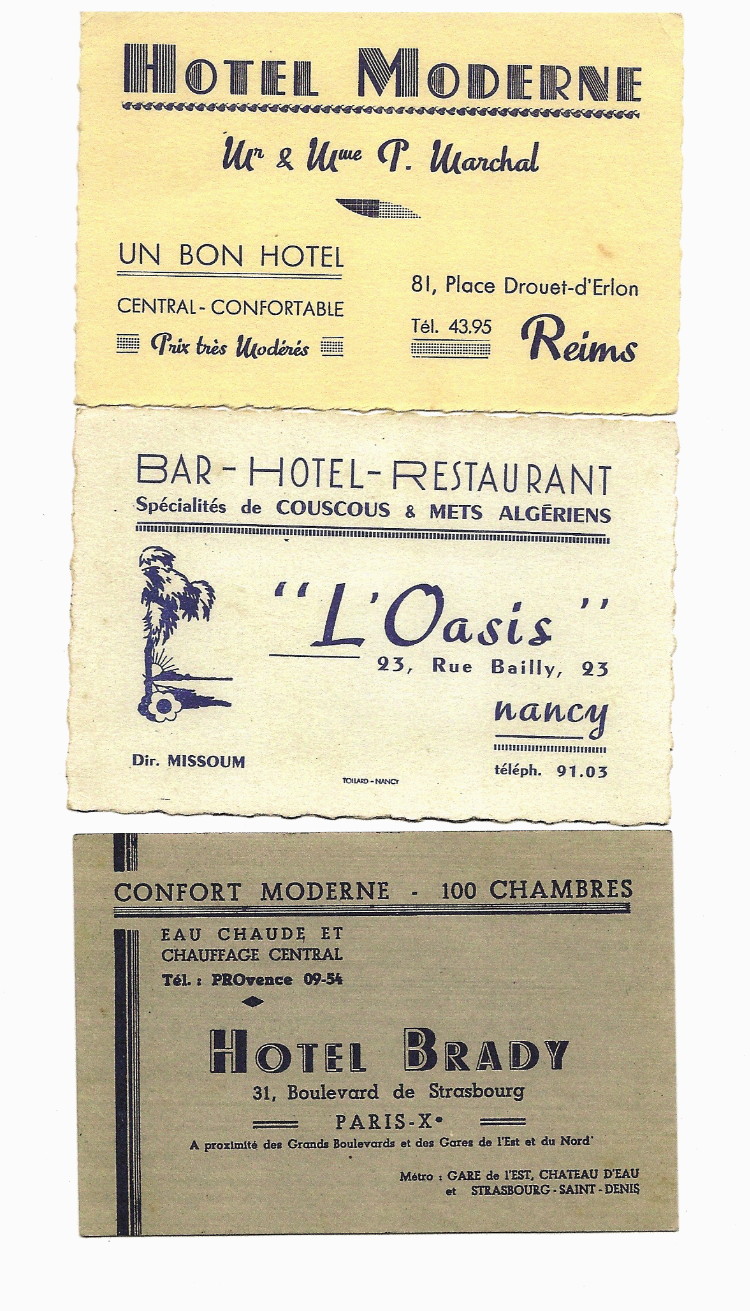 HOTEL MODERNE
Mr & Mme P. Marchal
UN BON HOTEL
CENTRAL - CONFORTABLE
Prix très Modérés
81, Place Drouet-d'Erlon
Tél. 43.95 Reims
BAR - HOTEL - RESTAURANT
Spécialités de COUSCOUS & METS ALGÉRIENS
"L'Oasis"
23, Rue Bailly, 23
nancy
Dir. MISSOUM
téléph. 91.03
TOILARD - NANCY
CONFORT MODERNE - 100 CHAMBRES
EAU CHAUDE ET
CHAUFFAGE CENTRAL
Tél. : PROvence 09-54
HOTEL BRADY
31, Boulevard de Strasbourg
PARIS-Xe
A proximité des Grands Boulevards et des Gares de l'Est et du Nord
Métro : GARE de l'EST, CHATEAU D'EAU
et STRASBOURG - SAINT - DENIS